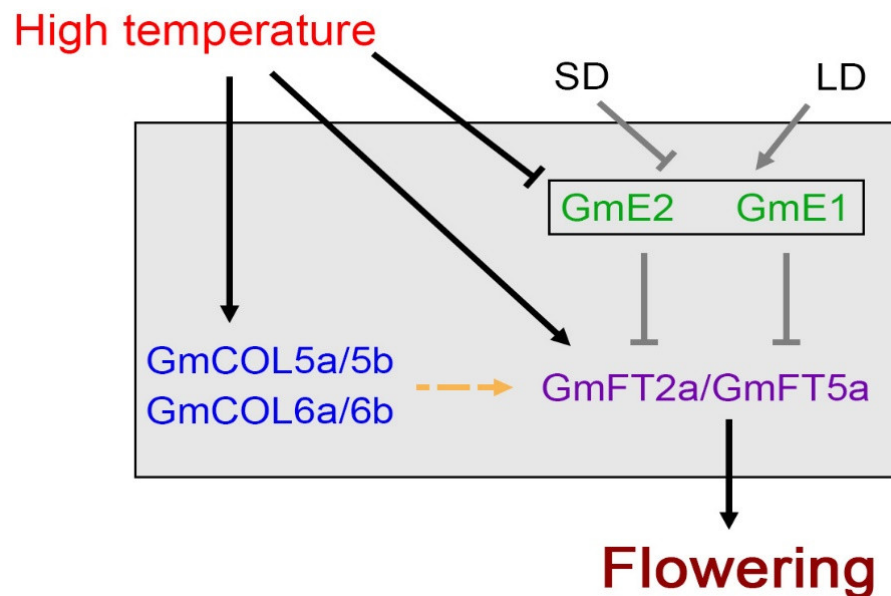 High temperature
SD LD
GmE2 GmE1
GmCOL5a/5b
GmCOL6a/6b
GmFT2a/GmFT5a
Flowering